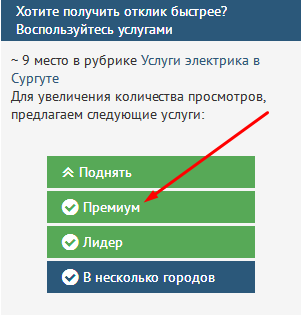 Хотите получить отклик быстрее?
Воспользуйтесь услугами
~ 9 место в рубрике Услуги электрика в
Сургуте
Для увеличения количества просмотров,
предлагаем следующие услуги:
Поднять
Премиум
Лидер
В несколько городов